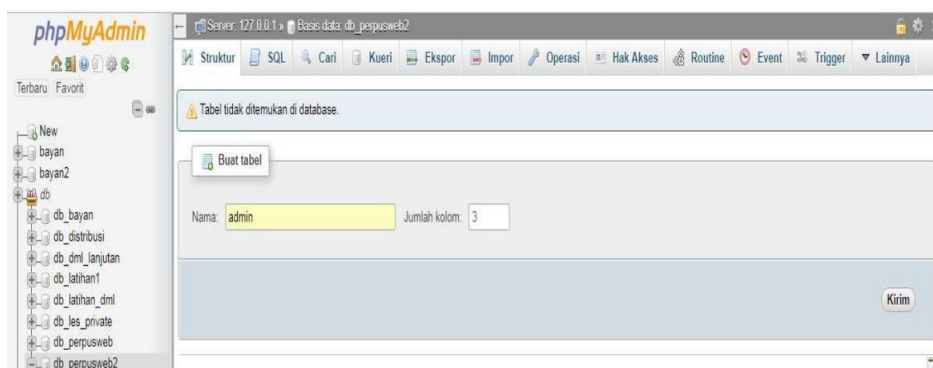 phpMyAdmin
Terbaru Favorit
New
bayan
bayan2
db
db_bayan
db_distribusi
db_dml_lanjutan
db_latihan1
db_latihan_dml
db_les_private
db_perpusweb
db_perpusweb2
Server: 127.0.0.1 » Basis data: db_perpusweb2
Struktur SQL Cari Kueri Ekspor Impor Operasi Hak Akses Routine Event Trigger Lainnya
Tabel tidak ditemukan di database.
Buat tabel
Nama: admin Jumlah kolom: 3
Kirim